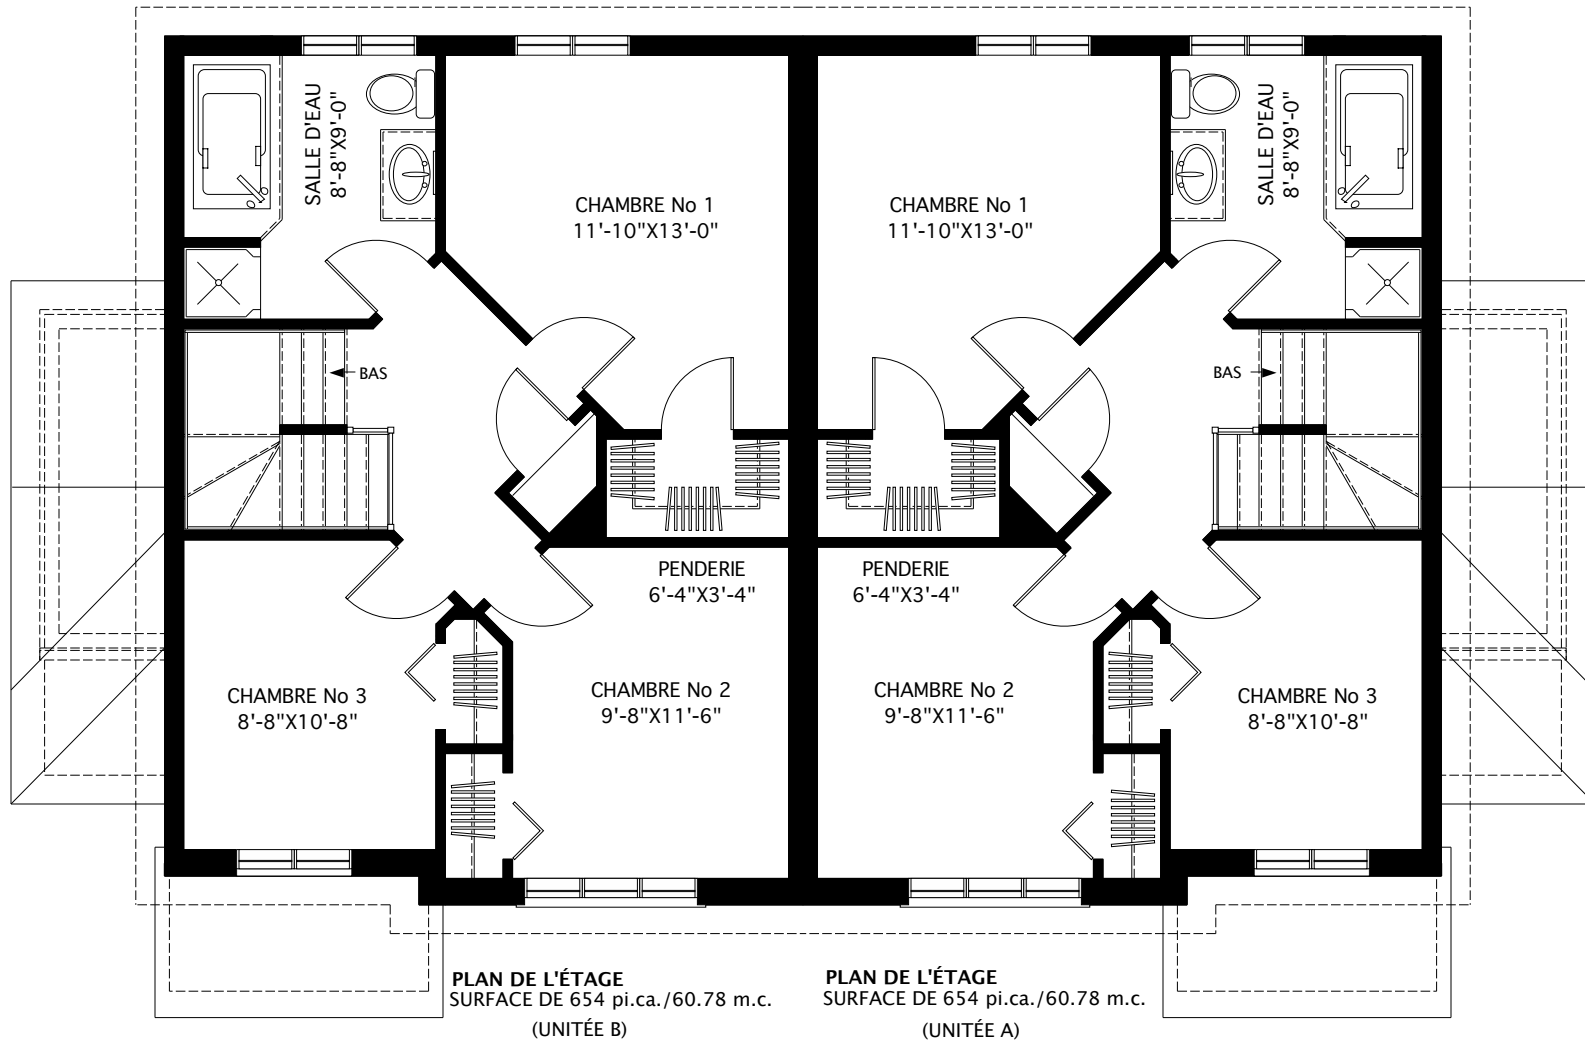 SALLE D'EAU
8'-8"X9'-0"
CHAMBRE No 1
11'-10"X13'-0"
CHAMBRE No 1
11'-10"X13'-0"
SALLE D'EAU
8'-8"X9'-0"
BAS
BAS
PENDERIE
6'-4"X3'-4"
PENDERIE
6'-4"X3'-4"
CHAMBRE No 3
8'-8"X10'-8"
CHAMBRE No 2
9'-8"X11'-6"
CHAMBRE No 2
9'-8"X11'-6"
CHAMBRE No 3
8'-8"X10'-8"
PLAN DE L'ÉTAGE
SURFACE DE 654 pi.ca./60.78 m.c.
(UNITÉE B)
PLAN DE L'ÉTAGE
SURFACE DE 654 pi.ca./60.78 m.c.
(UNITÉE A)